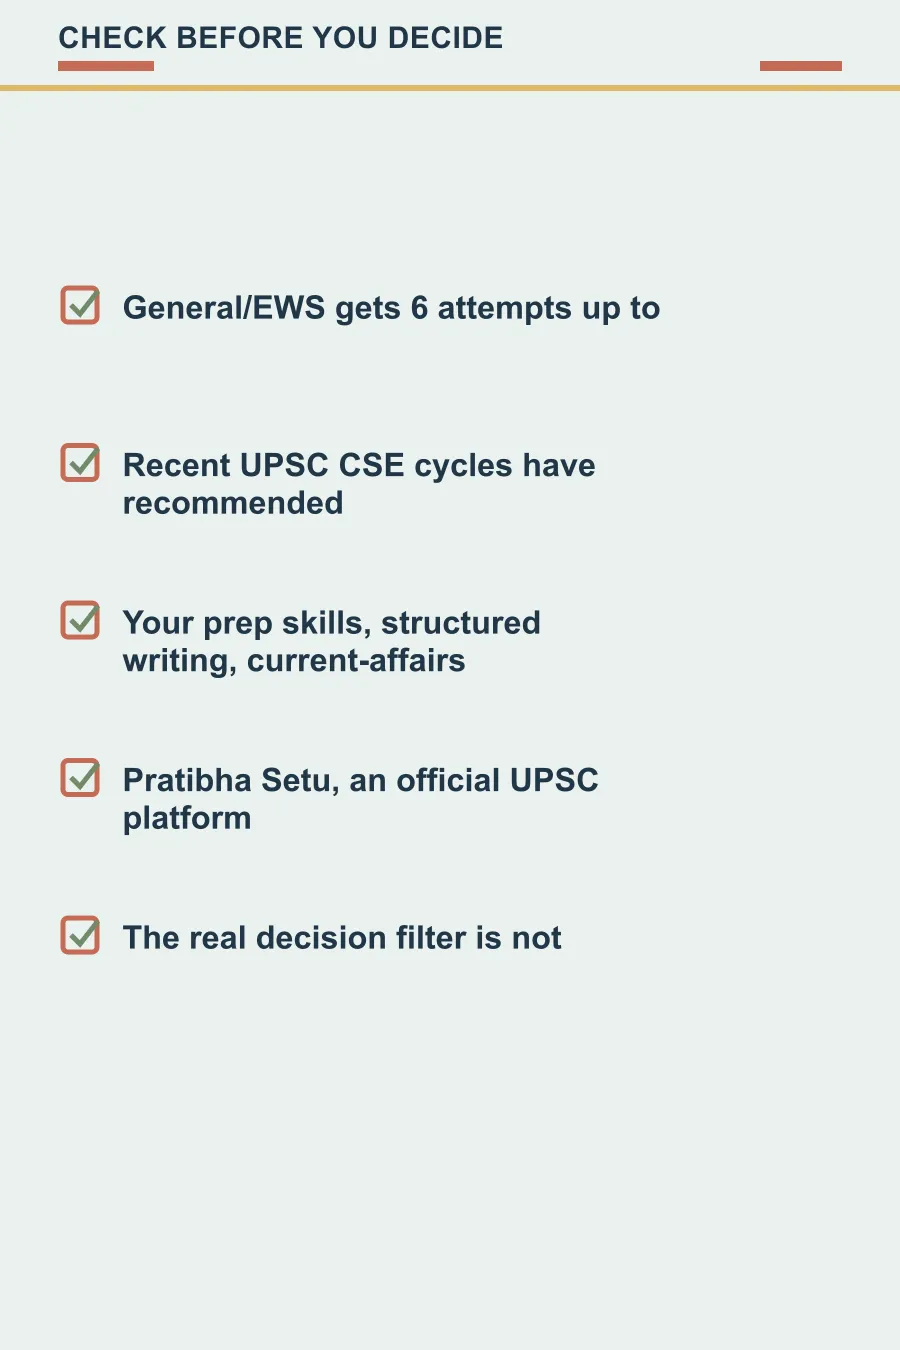 CHECK BEFORE YOU DECIDE
General/EWS gets 6 attempts up to
Recent UPSC CSE cycles have
recommended
Your prep skills, structured
writing, current-affairs
Pratibha Setu, an official UPSC
platform
The real decision filter is not